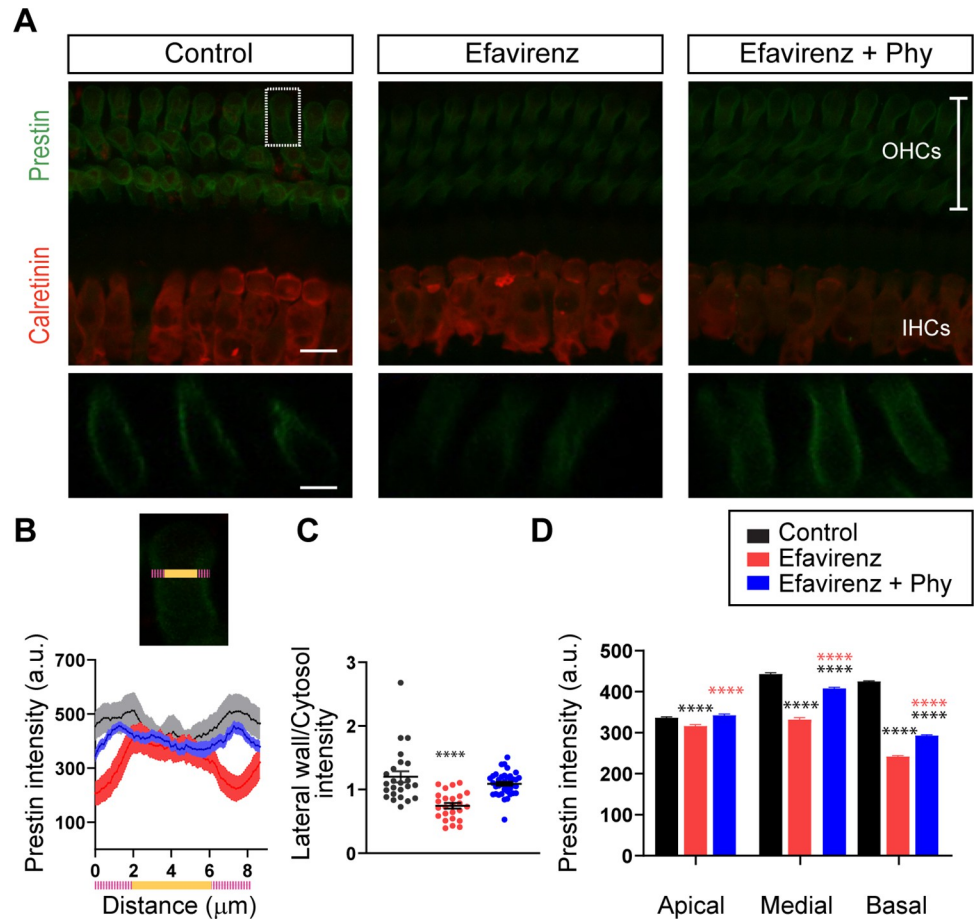 A
Control
Efavirenz
Efavirenz + Phy
Prestin
Calretinin
OHCs
IHCs
B
C
D
Control
Efavirenz
Efavirenz + Phy
Prestin intensity (a.u.)
700
500
300
100
0
2
4
6
8
Distance (μm)
Lateral wall/Cytosol
intensity
3
2
1
0
****
Prestin intensity (a.u.)
500
400
300
200
100
0
****
****
****
****
****
****
****
****
Apical
Medial
Basal